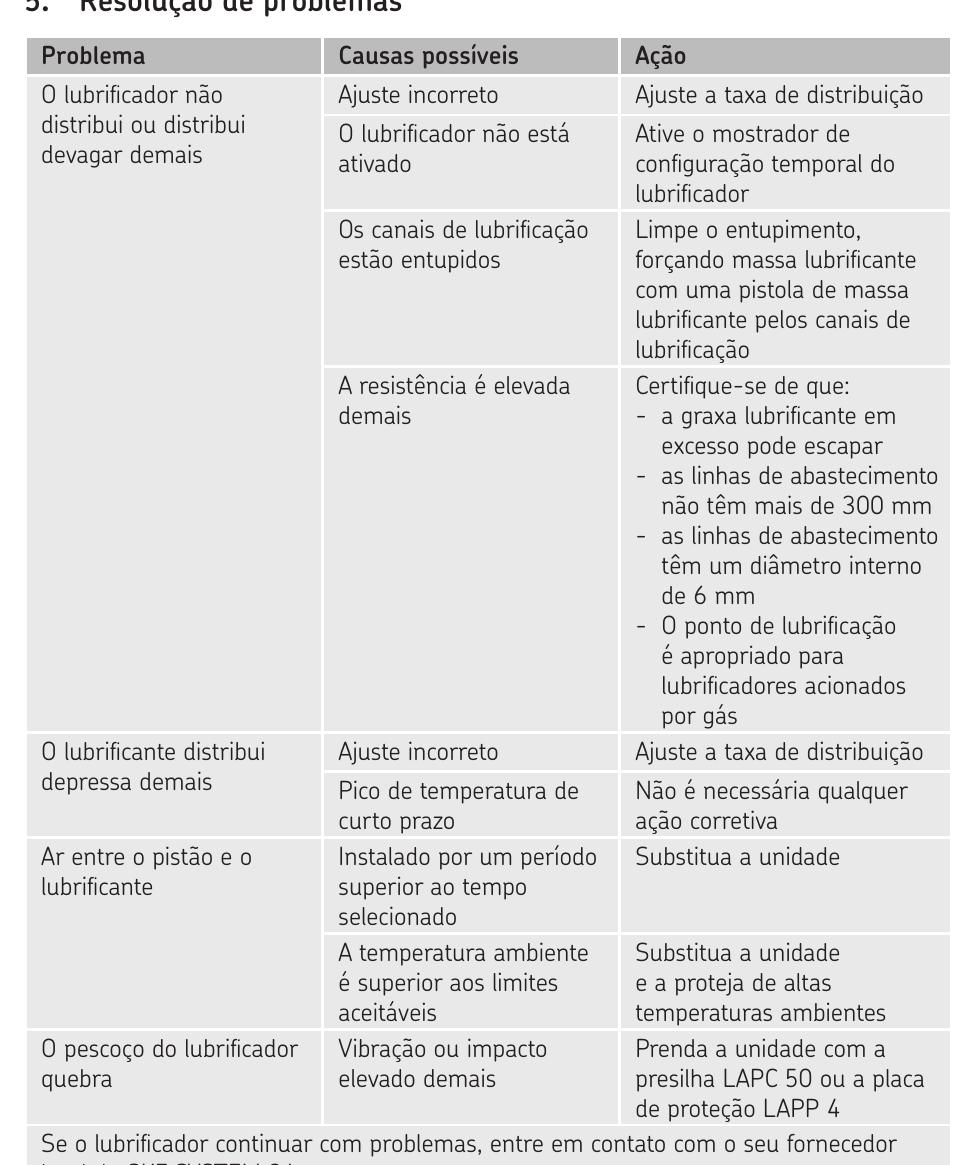 5. Resolução de problemas
Problema
Causas possíveis
Ação
O lubrificador não
distribui ou distribui
devagar demais
Ajuste incorreto
Ajuste a taxa de distribuição
O lubrificador não está
ativado
Ative o mostrador de
configuração temporal do
lubrificador
Os canais de lubrificação
estão entupidos
Limpe o entupimento,
forçando massa lubrificante
com uma pistola de massa
lubrificante pelos canais de
lubrificação
A resistência é elevada
demais
Certifique-se de que:
- a graxa lubrificante em
excesso pode escapar
- as linhas de abastecimento
não têm mais de 300 mm
- as linhas de abastecimento
têm um diâmetro interno
de 6 mm
- O ponto de lubrificação
é apropriado para
lubrificadores acionados
por gás
O lubrificante distribui
depressa demais
Ajuste incorreto
Ajuste a taxa de distribuição
Pico de temperatura de
curto prazo
Não é necessária qualquer
ação corretiva
Ar entre o pistão e o
lubrificante
Instalado por um período
superior ao tempo
selecionado
Substitua a unidade
A temperatura ambiente
é superior aos limites
aceitáveis
Substitua a unidade
e a proteja de altas
temperaturas ambientes
O pescoço do lubrificador
quebra
Vibração ou impacto
elevado demais
Prenda a unidade com a
presilha LAPC 50 ou a placa
de proteção LAPP 4
Se o lubrificador continuar com problemas, entre em contato com o seu fornecedor